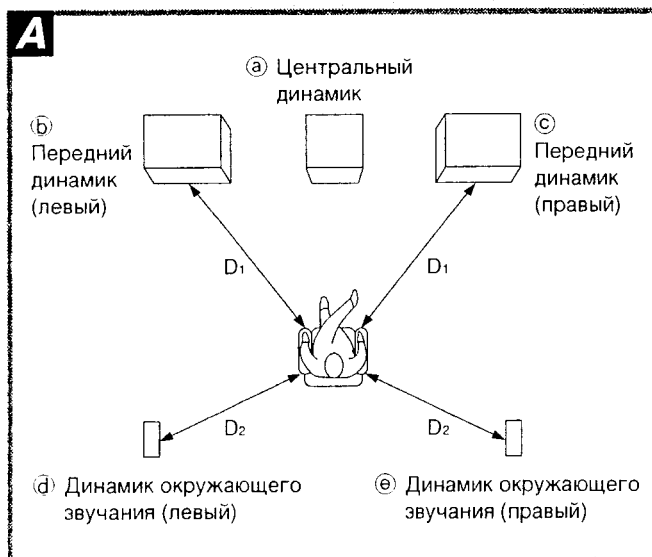 A
ⓐ Центральный
динамик
ⓑ
Передний
динамик
(левый)
ⓒ
Передний
динамик
(правый)
D1
D1
D2
D2
ⓓ Динамик окружающего
звучания (левый)
ⓔ Динамик окружающего
звучания (правый)